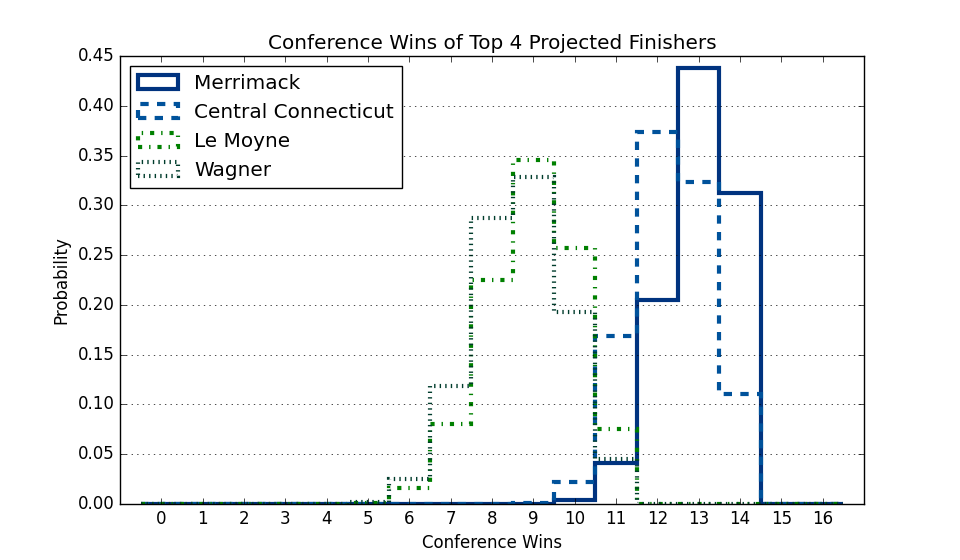 Conference Wins of Top 4 Projected Finishers
0.45
0.40
0.35
0.30
0.25
0.20
0.15
0.10
0.05
0.00
Probability
Merrimack
Central Connecticut
Le Moyne
Wagner
0 1 2 3 4 5 6 7 8 9 10 11 12 13 14 15 16
Conference Wins